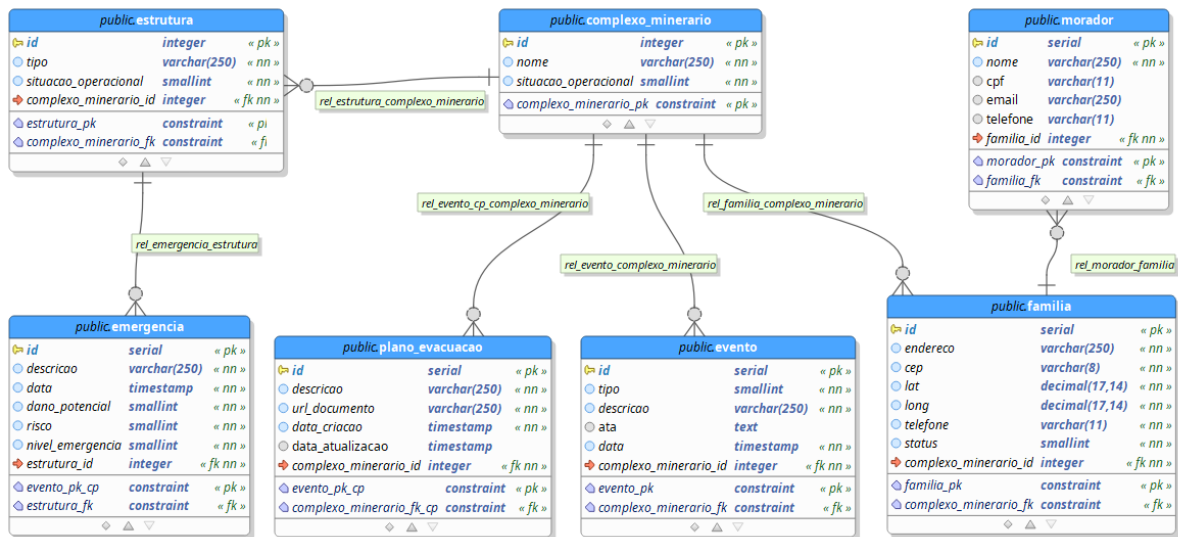 public.estrutura
id integer « pk »
tipo varchar(250) « nn »
situacao_operacional smallint « nn »
complexo_minerario_id integer « fk nn »
estrutura_pk constraint « pl
complexo_minerario_fk constraint « fl
public.complexo_minerario
id integer « pk »
nome varchar(250) « nn »
situacao_operacional smallint « nn »
complexo_minerario_pk constraint « pk »
public.morador
id serial « pk »
nome varchar(250) « nn »
cpf varchar(11)
email varchar(250)
telefone varchar(11)
familia_id integer « fk nn »
morador_pk constraint « pk »
familia_fk constraint « fk »
rel_estrutura_complexo_minerario
rel_evento_cp_complexo_minerario
rel_familia_complexo_minerario
rel_emergencia_estrutura
rel_evento_complexo_minerario
rel_morador_familia
public.emergencia
id serial « pk »
descricao varchar(250) « nn »
data timestamp « nn »
dano_potencial smallint « nn »
risco smallint « nn »
nivel_emergencia smallint « nn »
estrutura_id integer « fk nn »
evento_pk_cp constraint « pk »
estrutura_fk constraint « fk »
public.plano_evacuacao
id serial « pk »
descricao varchar(250) « nn »
url_documento varchar(250) « nn »
data_criacao timestamp « nn »
data_atualizacao timestamp
complexo_minerario_id integer « fk nn »
evento_pk_cp constraint « pk »
complexo_minerario_fk_cp constraint « fk »
public.evento
id serial « pk »
tipo smallint « nn »
descricao varchar(250) « nn »
ata text
data timestamp « nn »
complexo_minerario_id integer « fk nn »
evento_pk constraint « pk »
complexo_minerario_fk constraint « fk »
public.familia
id serial « pk »
endereco varchar(250) « nn »
cep varchar(8) « nn »
lat decimal(17,14) « nn »
long decimal(17,14) « nn »
telefone varchar(11) « nn »
status smallint « nn »
complexo_minerario_id integer « fk nn »
familia_pk constraint « pk »
complexo_minerario_fk constraint « fk »